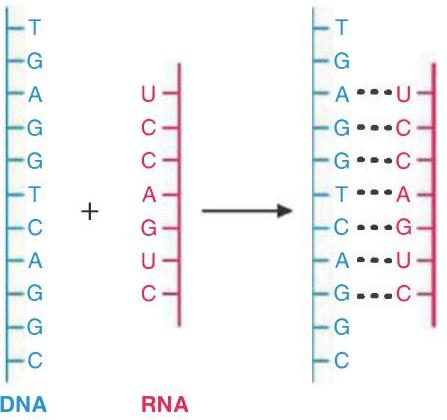 T T
G G
A U A U
G C G C
G C G C
T A T A
C + G C G
A U A U
G C G C
G G
C C
DNA RNA